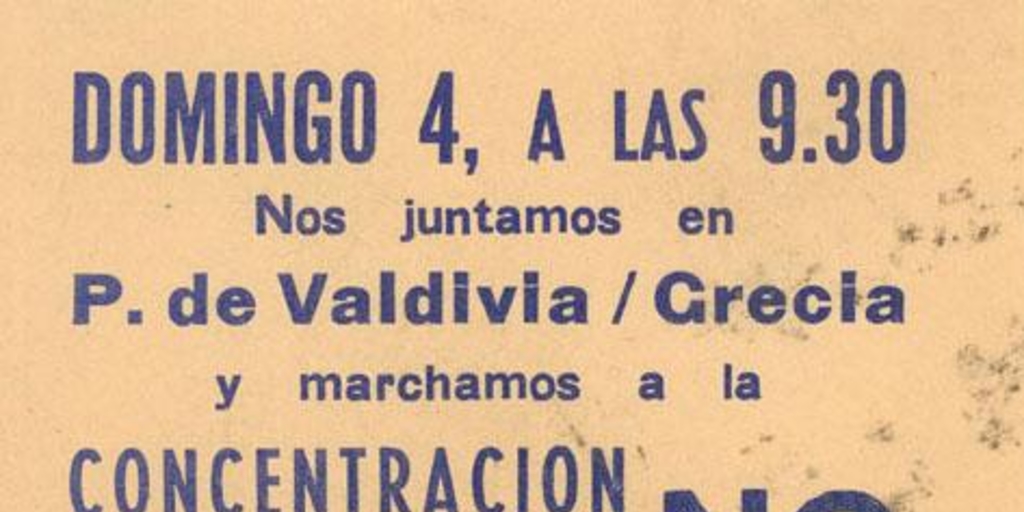 DOMINGO 4, A LAS 9.30
Nos juntamos en
P. de Valdivia / Grecia
y marchamos a la
CONCENTRACION